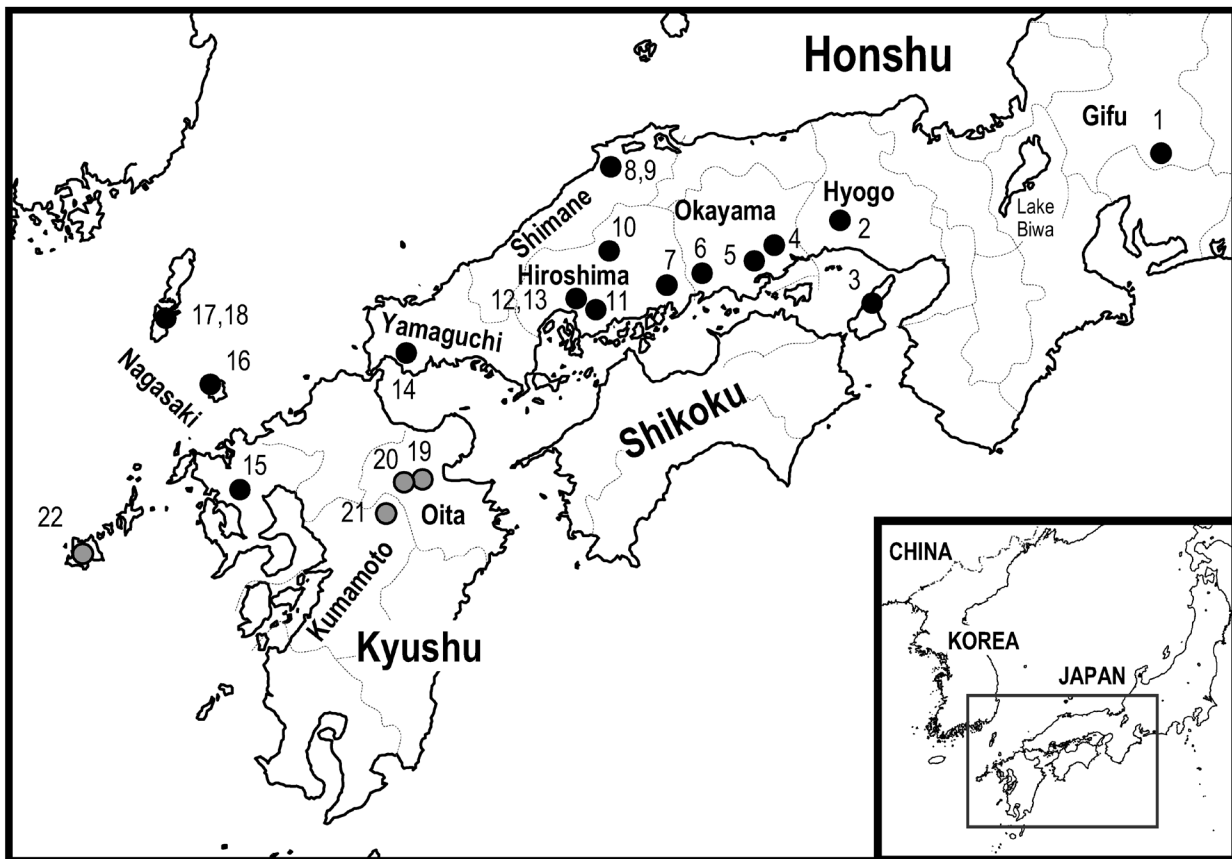 Honshu
Gifu
1
8,9
Shimane
Okayama
Hyogo
Lake
Biwa
2
10
4
5
6
7
Hiroshima
3
12,13
11
17,18
Yamaguchi
16
Nagasaki
14
Shikoku
15
20
19
21
Oita
22
Kumamoto
Kyushu
CHINA
KOREA
JAPAN